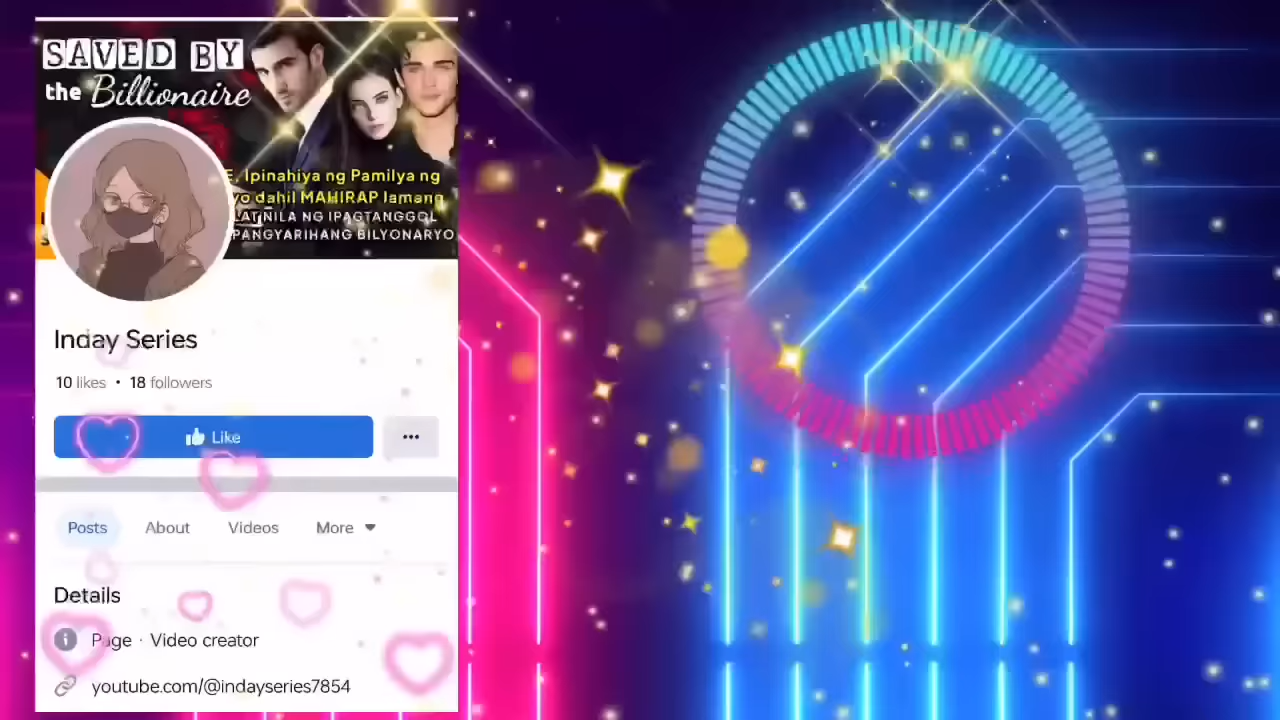 SAVED BY
the Billionaire
Ipinahiya ng Pamilya ng
dahil MAHIRAP lamang
NILA NG IPAGTANGGOL
PANGYARIHANG BILYONARYO
Inday Series
10 likes • 18 followers
Like
Posts About Videos More
Details
Page · Video creator
youtube.com/@indayseries7854